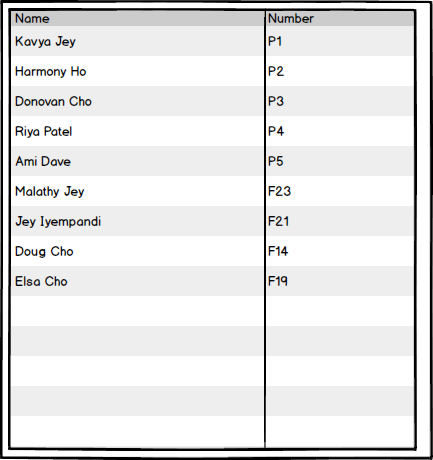 Name Number
Kavya Jey P1
Harmony Ho P2
Donovan Cho P3
Riya Patel P4
Ami Dave P5
Malathy Jey F23
Jey Iyempandi F21
Doug Cho F14
Elsa Cho F19